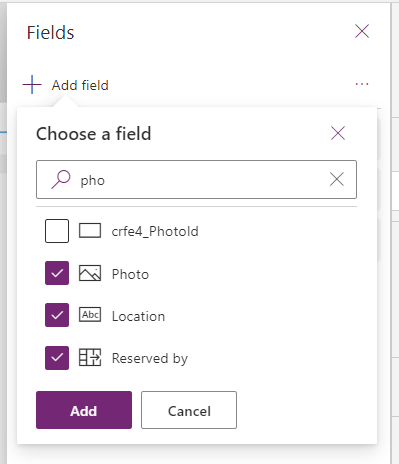 Fields
Add field
Choose a field
pho
crfe4_PhotoId
Photo
Abc Location
Reserved by
Add Cancel